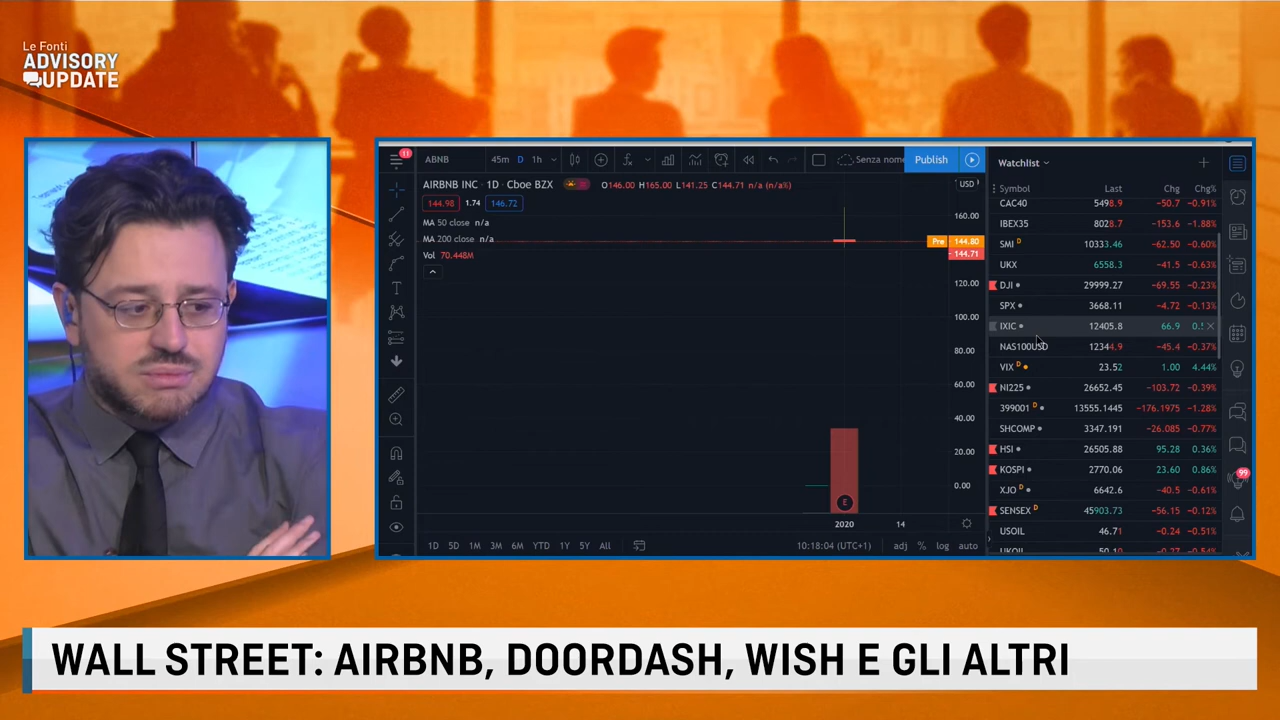 Le Fonti
ADVISORY
UPDATE
11
ABNB 45m D 1h Senza nome Publish
AIRBNB INC · 1D · Cboe BZX O146.00 H165.00 L141.25 C144.71 n/a (n/a%) USD
144.98 1.74 146.72
MA 50 close n/a
MA 200 close n/a
Vol 70.448M
160.00
Pre 144.80
144.71
120.00
100.00
80.00
60.00
40.00
20.00
0.00
E
2020 14
1D 5D 1M 3M 6M YTD 1Y 5Y All 10:18:04 (UTC+1) adj % log auto
Watchlist
Symbol Last Chg Chg%
CAC40 5498.9 −50.7 −0.91%
IBEX35 8028.7 −153.6 −1.88%
SMI D 10333.46 −62.50 −0.60%
UKX 6558.3 −41.5 −0.63%
DJI 29999.27 −69.55 −0.23%
SPX 3668.11 −4.72 −0.13%
IXIC 12405.8 66.9
NAS100USD 12344.9 −45.4 −0.37%
VIX D 23.52 1.00 4.44%
NI225 26652.45 −103.72 −0.39%
399001 D 13555.1445 −176.1975 −1.28%
SHCOMP 3347.191 −26.085 −0.77%
HSI 26505.88 95.28 0.36%
KOSPI 2770.06 23.60 0.86%
XJO D 6642.6 −40.5 −0.61%
SENSEX D 45903.73 −56.15 −0.12%
USOIL 46.71 −0.24 −0.51%
99
WALL STREET: AIRBNB, DOORDASH, WISH E GLI ALTRI